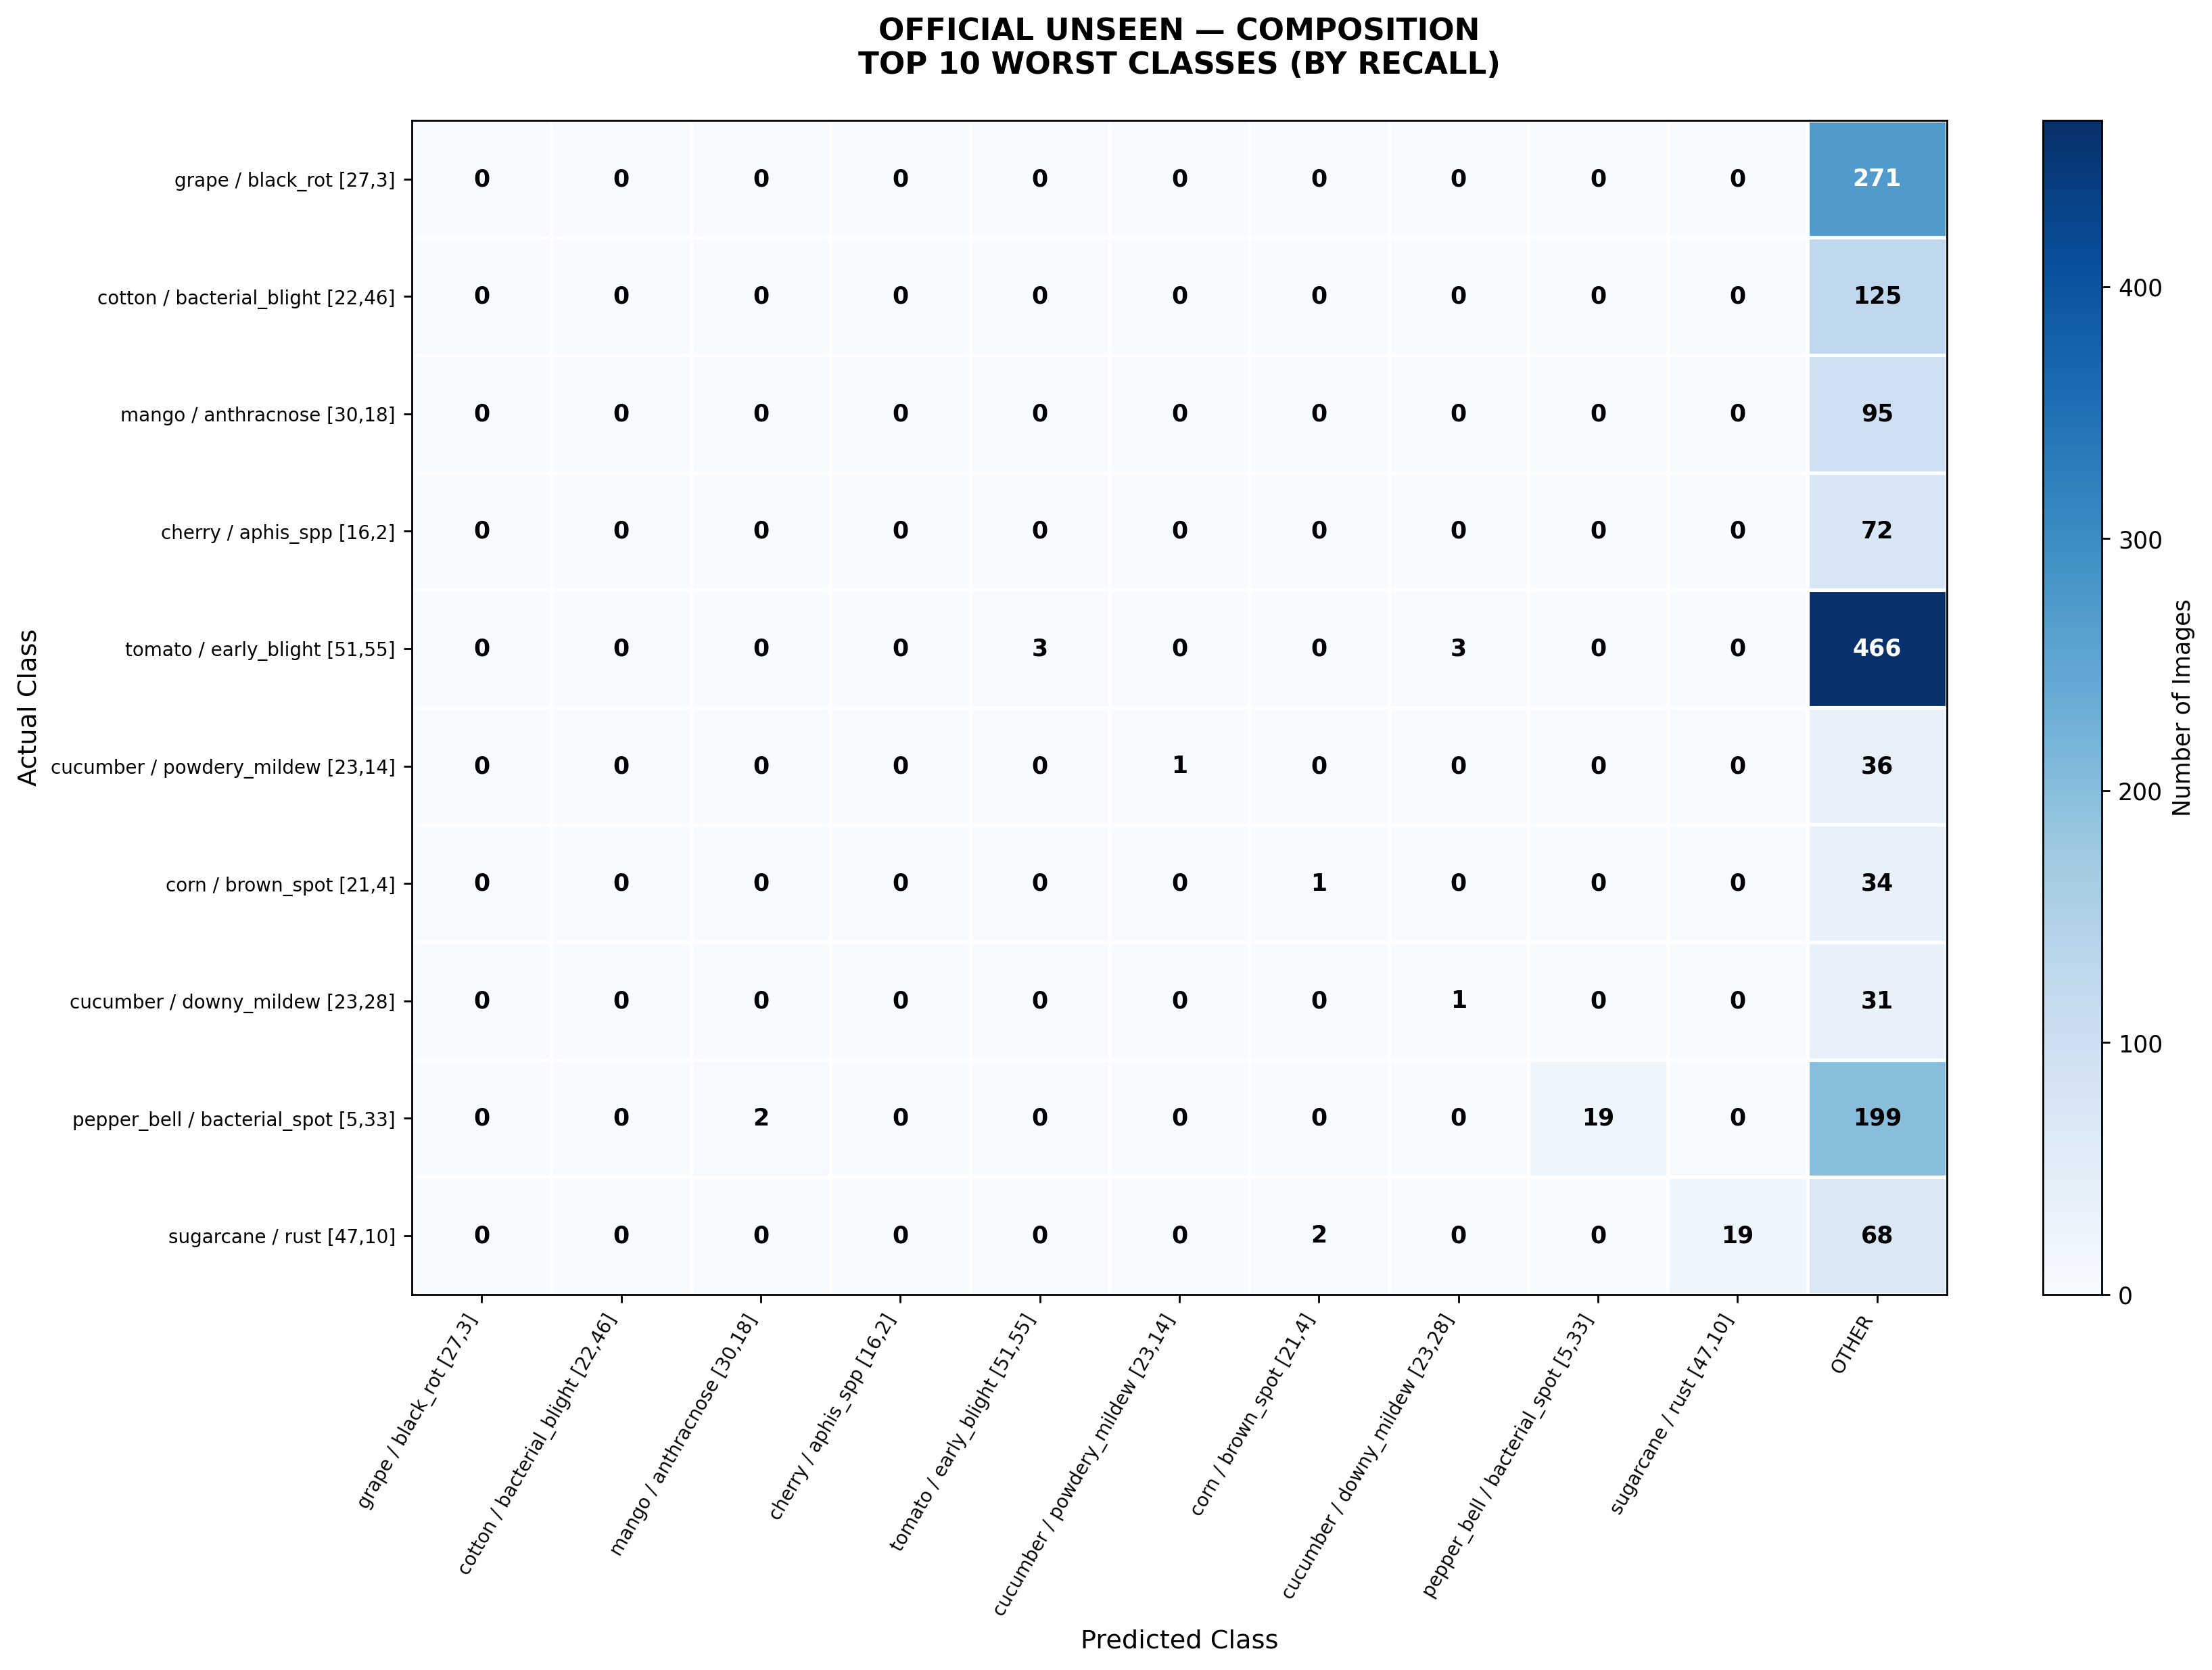 OFFICIAL UNSEEN — COMPOSITION
TOP 10 WORST CLASSES (BY RECALL)
Actual Class
grape / black_rot [27,3] 0 0 0 0 0 0 0 0 0 0 271
cotton / bacterial_blight [22,46] 0 0 0 0 0 0 0 0 0 0 125
mango / anthracnose [30,18] 0 0 0 0 0 0 0 0 0 0 95
cherry / aphis_spp [16,2] 0 0 0 0 0 0 0 0 0 0 72
tomato / early_blight [51,55] 0 0 0 0 3 0 0 3 0 0 466
cucumber / powdery_mildew [23,14] 0 0 0 0 0 1 0 0 0 0 36
corn / brown_spot [21,4] 0 0 0 0 0 0 1 0 0 0 34
cucumber / downy_mildew [23,28] 0 0 0 0 0 0 0 1 0 0 31
pepper_bell / bacterial_spot [5,33] 0 0 2 0 0 0 0 0 19 0 199
sugarcane / rust [47,10] 0 0 0 0 0 0 2 0 0 19 68
grape / black_rot [27,3]
cotton / bacterial_blight [22,46]
mango / anthracnose [30,18]
cherry / aphis_spp [16,2]
tomato / early_blight [51,55]
cucumber / powdery_mildew [23,14]
corn / brown_spot [21,4]
cucumber / downy_mildew [23,28]
pepper_bell / bacterial_spot [5,33]
sugarcane / rust [47,10]
OTHER
Predicted Class
400
300
200
100
0
Number of Images